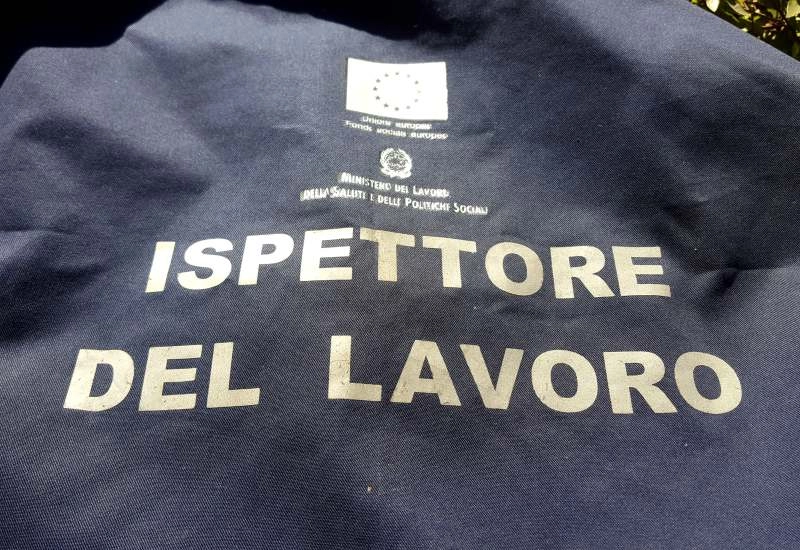 Unione europea
Fondo sociale europeo
MINISTERO DEL LAVORO
DELLA SALUTE E DELLE POLITICHE SOCIALI
ISPETTORE
DEL LAVORO